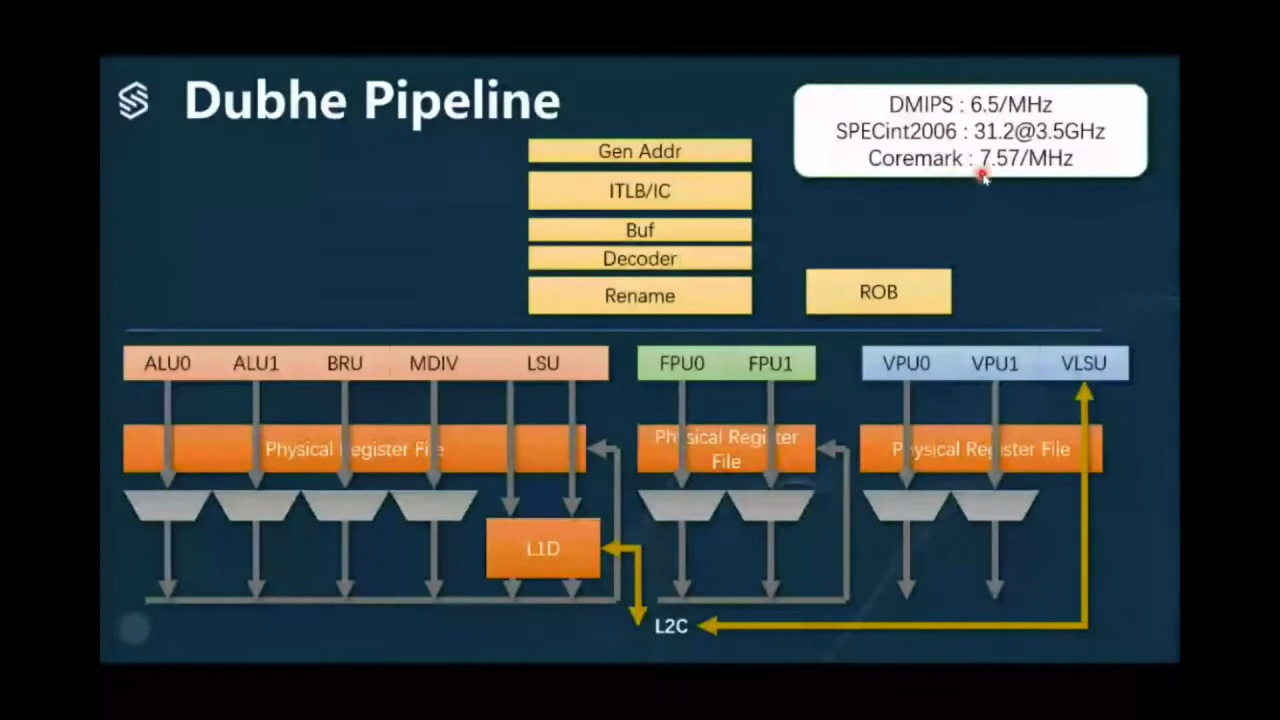 Dubhe Pipeline
DMIPS : 6.5/MHz
SPECint2006 : 31.2@3.5GHz
Coremark : 7.57/MHz
Gen Addr
ITLB/IC
Buf
Decoder
Rename
ROB
ALU0 ALU1 BRU MDIV LSU
FPU0 FPU1
VPU0 VPU1 VLSU
Physical Register File
Physical Register
File
Physical Register File
L1D
L2C